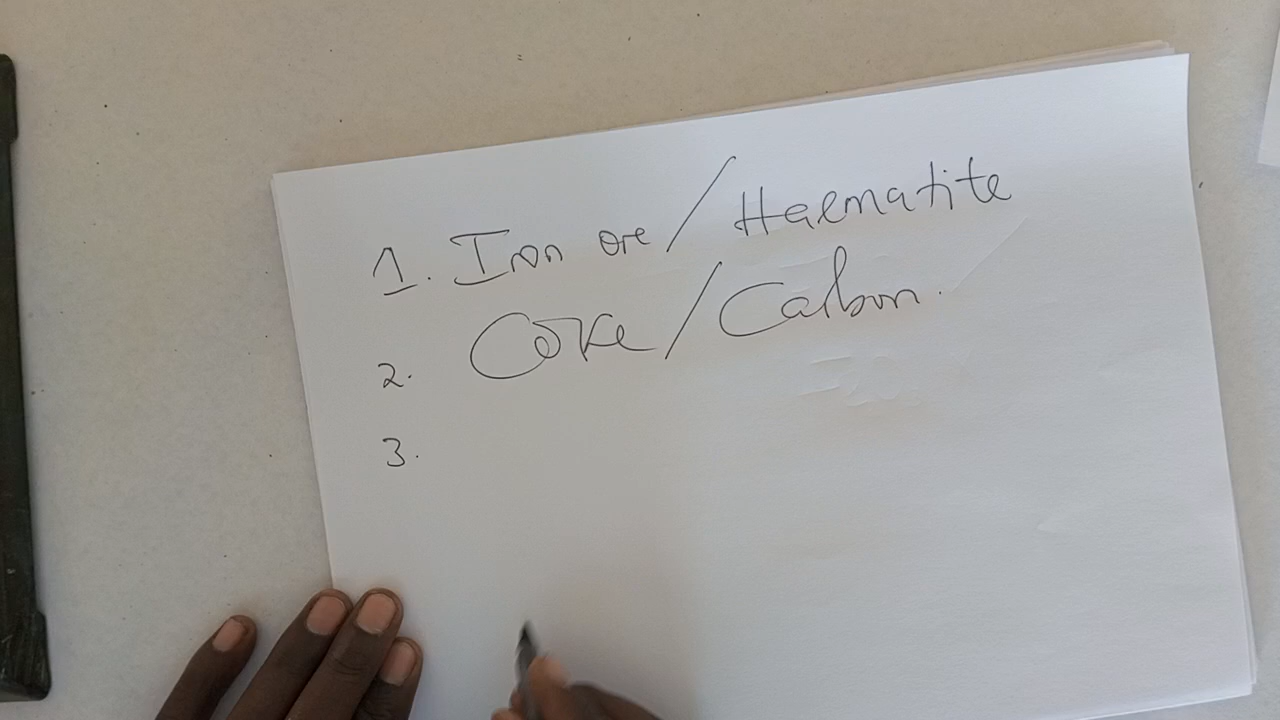 1. Iron ore / Haematite
2. Coke / Carbon.
3.